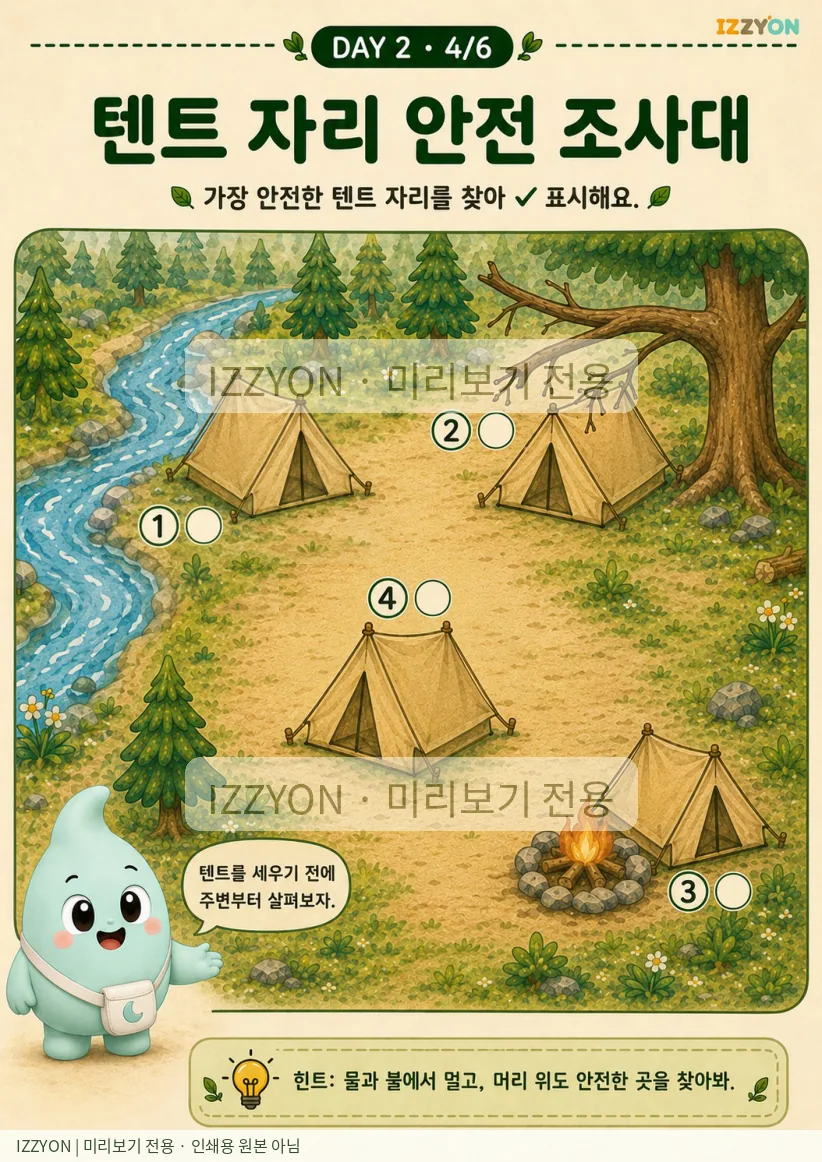 IZZYON
DAY 2 • 4/6
텐트 자리 안전 조사대
가장 안전한 텐트 자리를 찾아 ✓ 표시해요.
IZZYON · 미리보기 전용
2
1
4
IZZYON · 미리보기 전용
텐트를 세우기 전에
주변부터 살펴보자.
3
힌트: 물과 불에서 멀고, 머리 위도 안전한 곳을 찾아봐.
IZZYON | 미리보기 전용 · 인쇄용 원본 아님